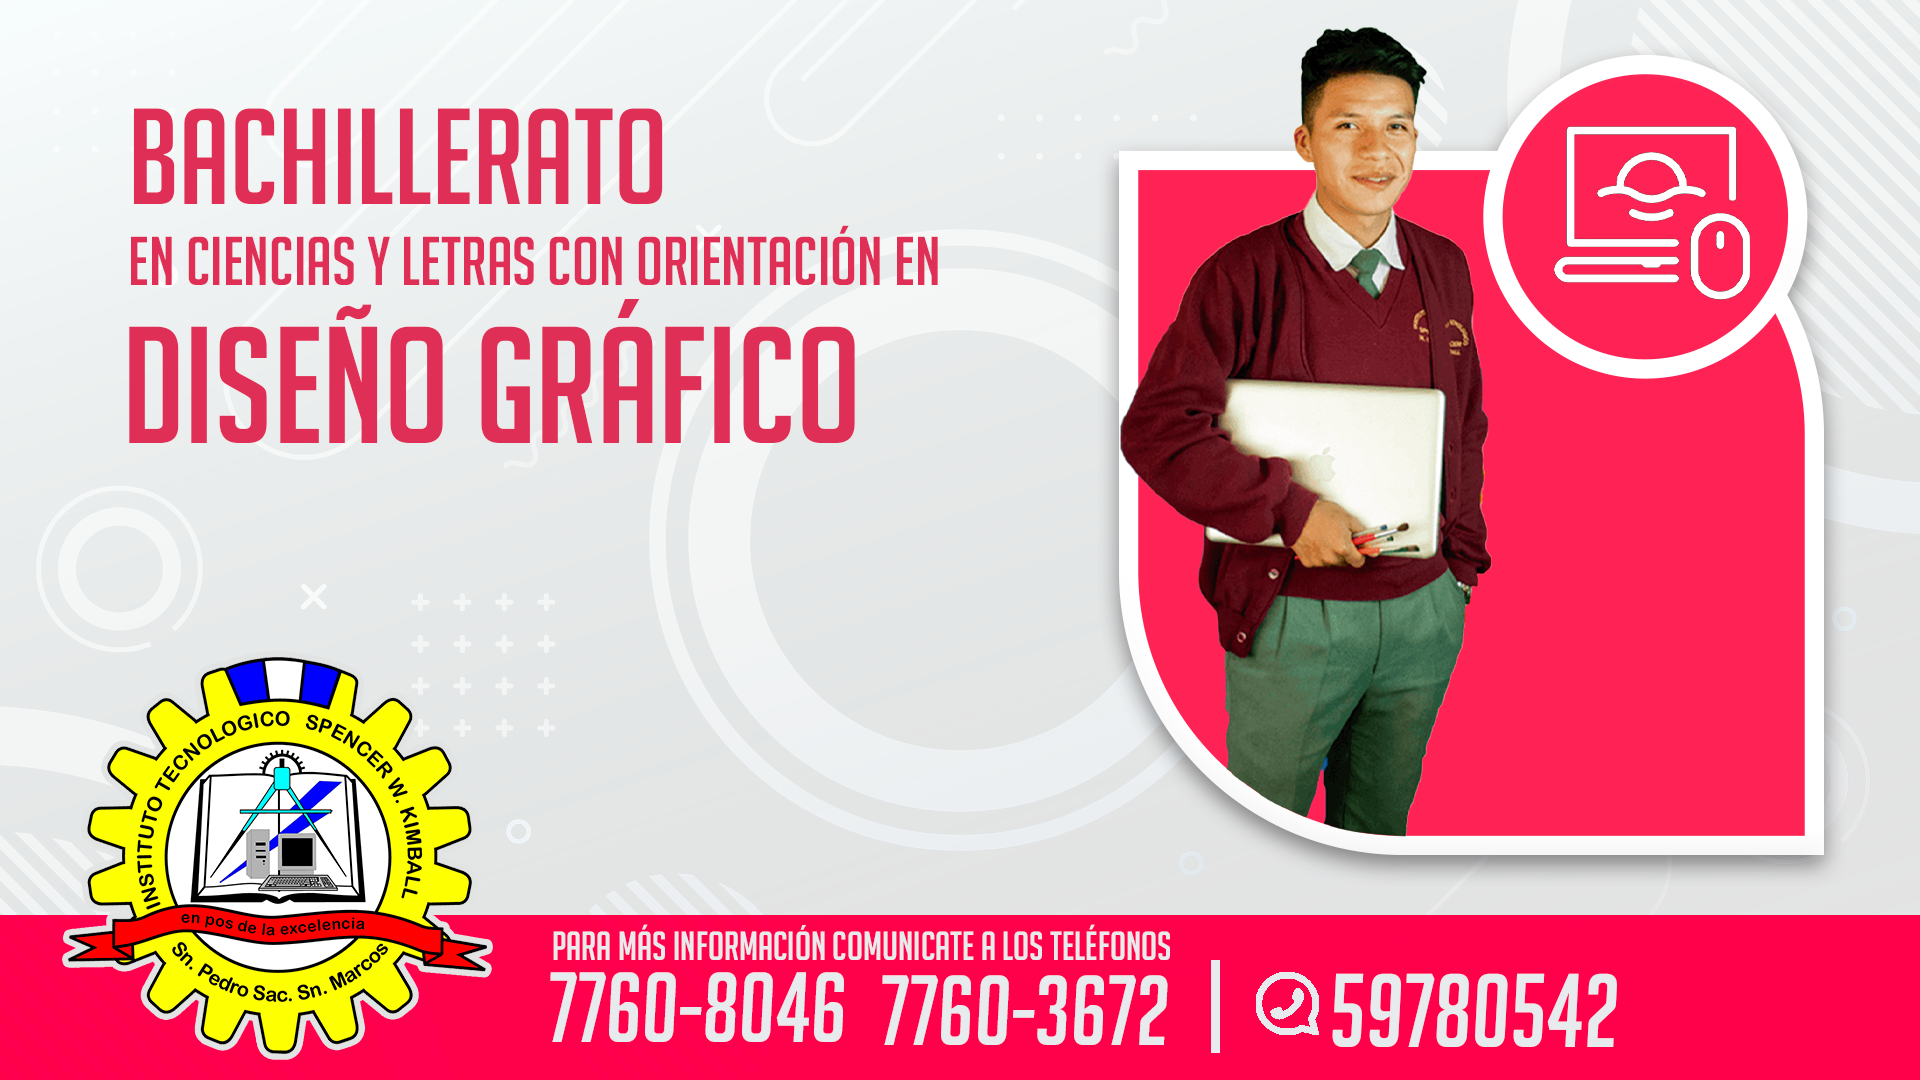 BACHILLERATO
EN CIENCIAS Y LETRAS CON ORIENTACIÓN EN
DISEÑO GRÁFICO
INSTITUTO TECNOLOGICO SPENCER W. KIMBALL
en pos de la excelencia
Sn. Pedro Sac. Sn. Marcos
PARA MÁS INFORMACIÓN COMUNICATE A LOS TELÉFONOS
7760-8046 7760-3672 | 59780542